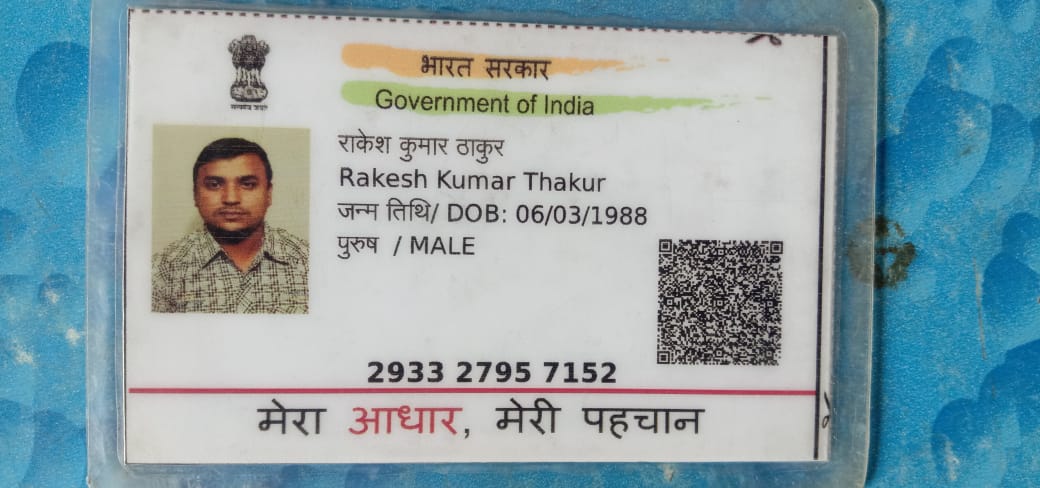 भारत सरकार
Government of India
राकेश कुमार ठाकुर
Rakesh Kumar Thakur
जन्म तिथि/ DOB: 06/03/1988
पुरुष / MALE
2933 2795 7152
मेरा आधार, मेरी पहचान